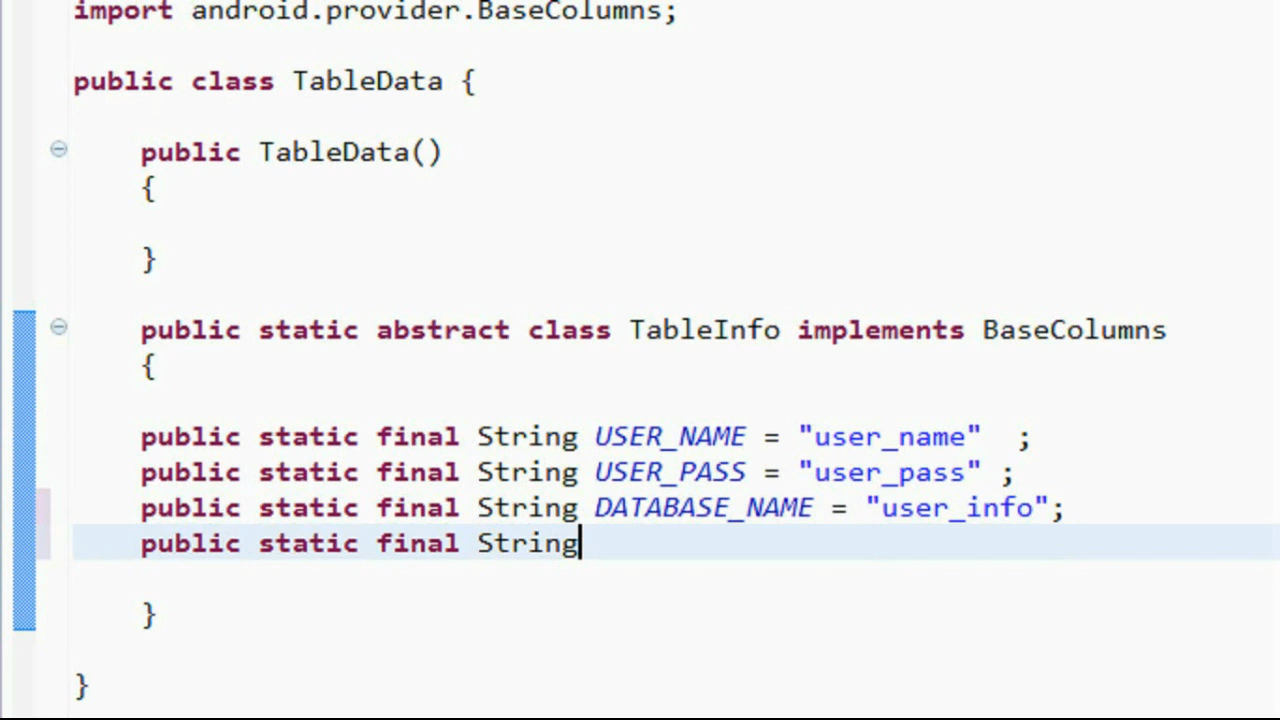 import android.provider.BaseColumns;
public class TableData {
public TableData()
{
}
public static abstract class TableInfo implements BaseColumns
{
public static final String USER_NAME = "user_name"  ;
public static final String USER_PASS = "user_pass" ;
public static final String DATABASE_NAME = "user_info";
public static final String
}
}